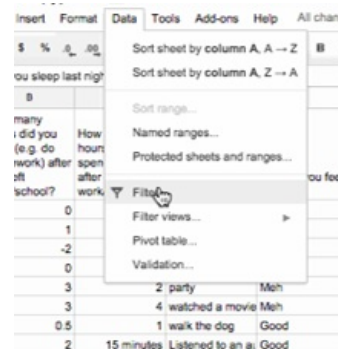 Insert Format Data Tools Add-ons Help All chan
$ % .0 .00
B
Sort sheet by column A, A → Z
Sort sheet by column A, Z → A
ou sleep last nigh
B
Sort range...
many
did you How
Named ranges...
(e.g. do hours
work) after spen
Protected sheets and ranges...
after
ou fee
school? work
Filter
0
Filter views...
1
-2
Pivot table...
0
Validation...
3 2 party Meh
3 4 watched a movie Meh
0.5 1 walk the dog Good
2 15 minutes Listened to an a Good